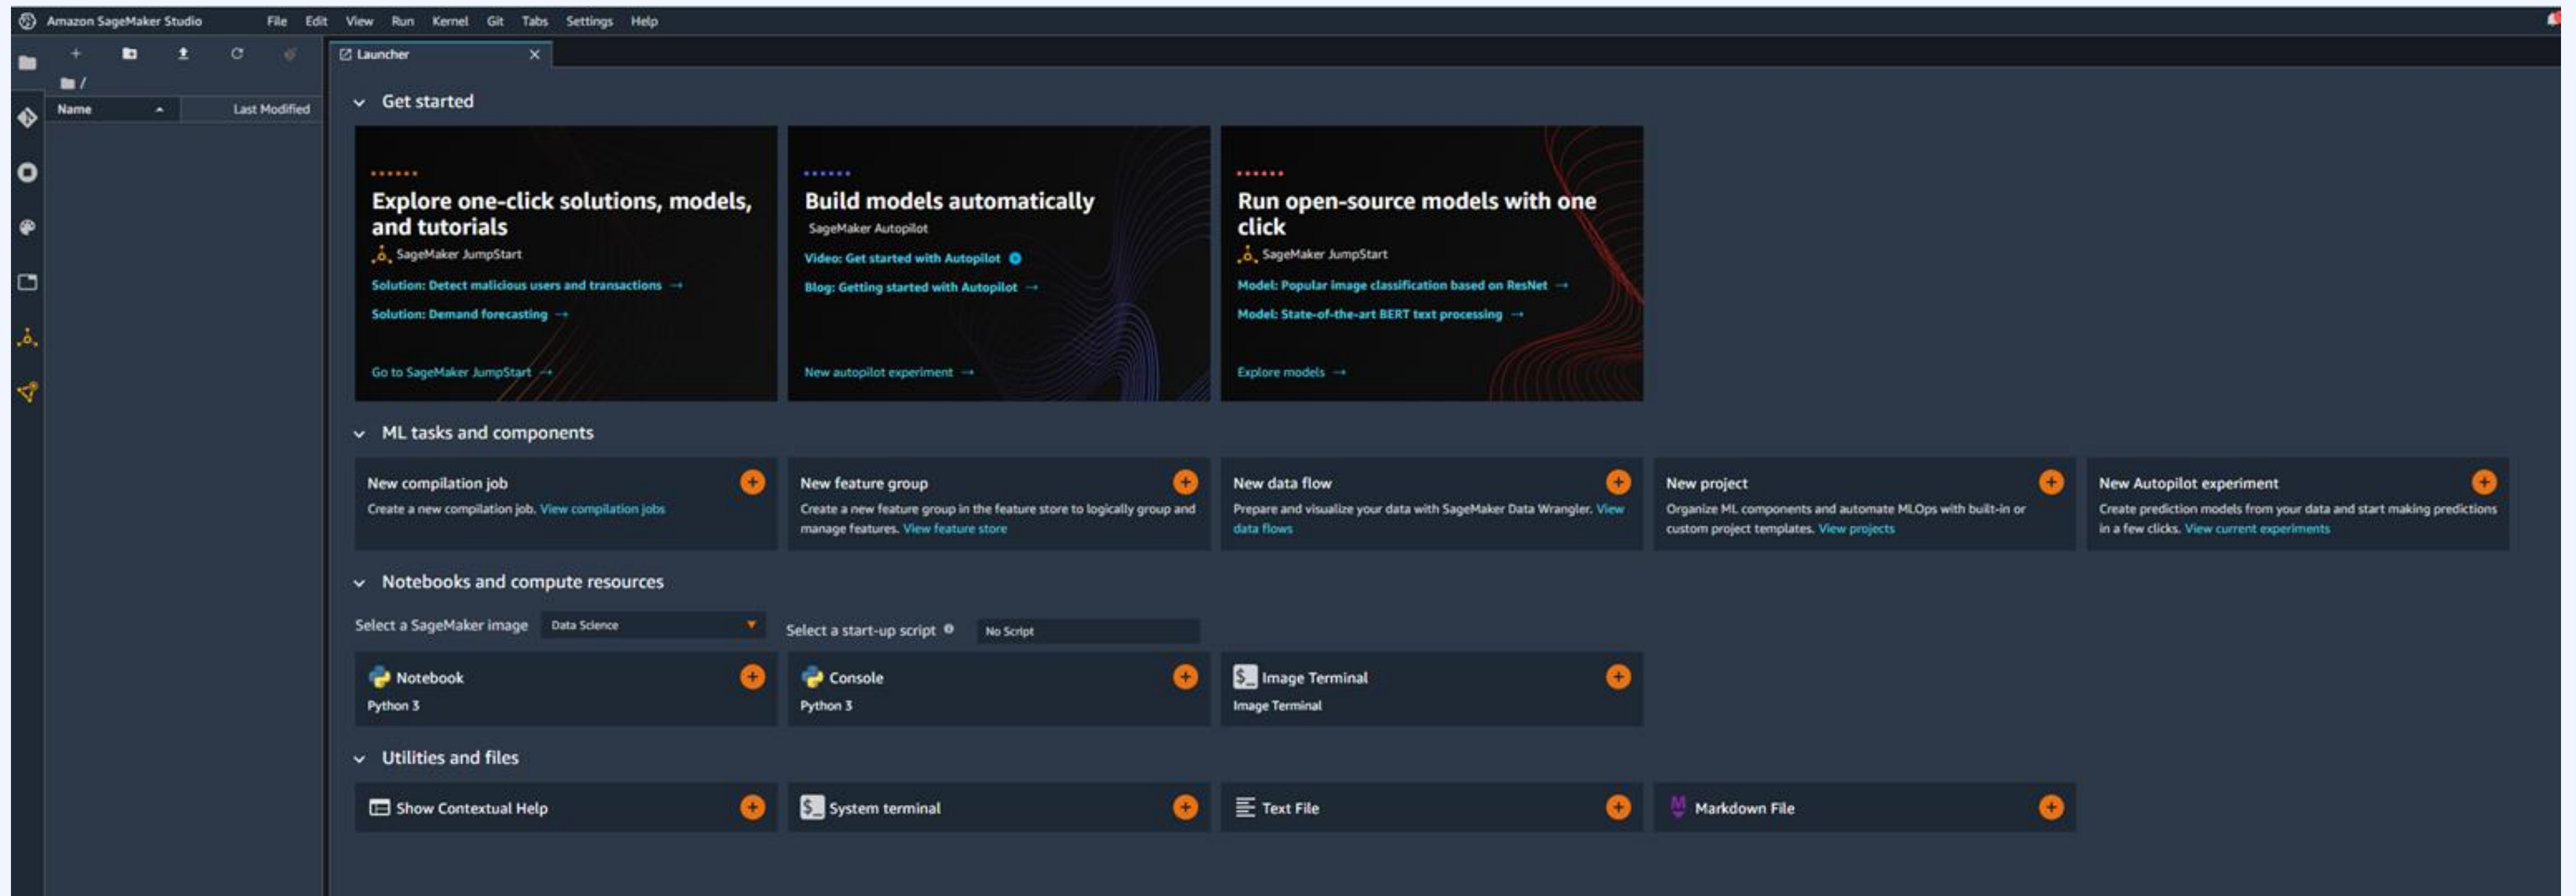 Amazon SageMaker Studio File Edit View Run Kernel Git Tabs Settings Help
Launcher
/
Name Last Modified
Get started
Explore one-click solutions, models,
and tutorials
SageMaker JumpStart
Solution: Detect malicious users and transactions →
Solution: Demand forecasting →
Go to SageMaker JumpStart →
Build models automatically
SageMaker Autopilot
Video: Get started with Autopilot
Blog: Getting started with Autopilot →
New autopilot experiment →
Run open-source models with one
click
SageMaker JumpStart
Model: Popular image classification based on ResNet →
Model: State-of-the-art BERT text processing →
Explore models →
ML tasks and components
New compilation job
Create a new compilation job. View compilation jobs
New feature group
Create a new feature group in the feature store to logically group and
manage features. View feature store
New data flow
Prepare and visualize your data with SageMaker Data Wrangler. View
data flows
New project
Organize ML components and automate MLOps with built-in or
custom project templates. View projects
New Autopilot experiment
Create prediction models from your data and start making predictions
in a few clicks. View current experiments
Notebooks and compute resources
Select a SageMaker image Data Science
Select a start-up script No Script
Notebook
Python 3
Console
Python 3
$_ Image Terminal
Image Terminal
Utilities and files
Show Contextual Help
$_ System terminal
Text File
M Markdown File